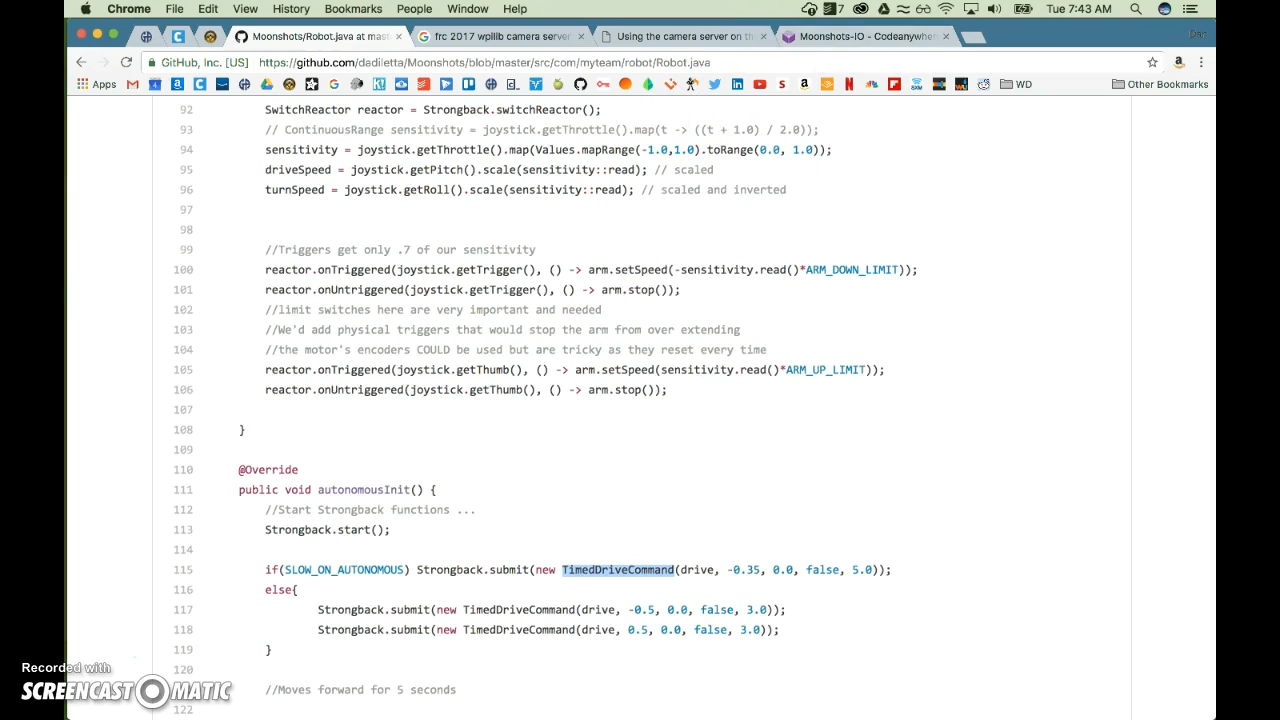 Chrome File Edit View History Bookmarks People Window Help 7 Tue 7:43 AM
Moonshots/Robot.java at mast × frc 2017 wpilib camera server × Using the camera server on th × Moonshots-IO - Codeanywher × Dan
GitHub, Inc. [US] https://github.com/dadiletta/Moonshots/blob/master/src/com/myteam/robot/Robot.java
Apps WD Other Bookmarks
92 SwitchReactor reactor = Strongback.switchReactor();
93 // ContinuousRange sensitivity = joystick.getThrottle().map(t -> ((t + 1.0) / 2.0));
94 sensitivity = joystick.getThrottle().map(Values.mapRange(-1.0,1.0).toRange(0.0, 1.0));
95 driveSpeed = joystick.getPitch().scale(sensitivity::read); // scaled
96 turnSpeed = joystick.getRoll().scale(sensitivity::read); // scaled and inverted
97
98
99 //Triggers get only .7 of our sensitivity
100 reactor.onTriggered(joystick.getTrigger(), () -> arm.setSpeed(-sensitivity.read()*ARM_DOWN_LIMIT));
101 reactor.onUntriggered(joystick.getTrigger(), () -> arm.stop());
102 //limit switches here are very important and needed
103 //We'd add physical triggers that would stop the arm from over extending
104 //the motor's encoders COULD be used but are tricky as they reset every time
105 reactor.onTriggered(joystick.getThumb(), () -> arm.setSpeed(sensitivity.read()*ARM_UP_LIMIT));
106 reactor.onUntriggered(joystick.getThumb(), () -> arm.stop());
107
108 }
109
110 @Override
111 public void autonomousInit() {
112 //Start Strongback functions ...
113 Strongback.start();
114
115 if(SLOW_ON_AUTONOMOUS) Strongback.submit(new TimedDriveCommand(drive, -0.35, 0.0, false, 5.0));
116 else{
117 Strongback.submit(new TimedDriveCommand(drive, -0.5, 0.0, false, 3.0));
118 Strongback.submit(new TimedDriveCommand(drive, 0.5, 0.0, false, 3.0));
119 }
120
121 //Moves forward for 5 seconds
122
Recorded with
SCREENCAST-O-MATIC